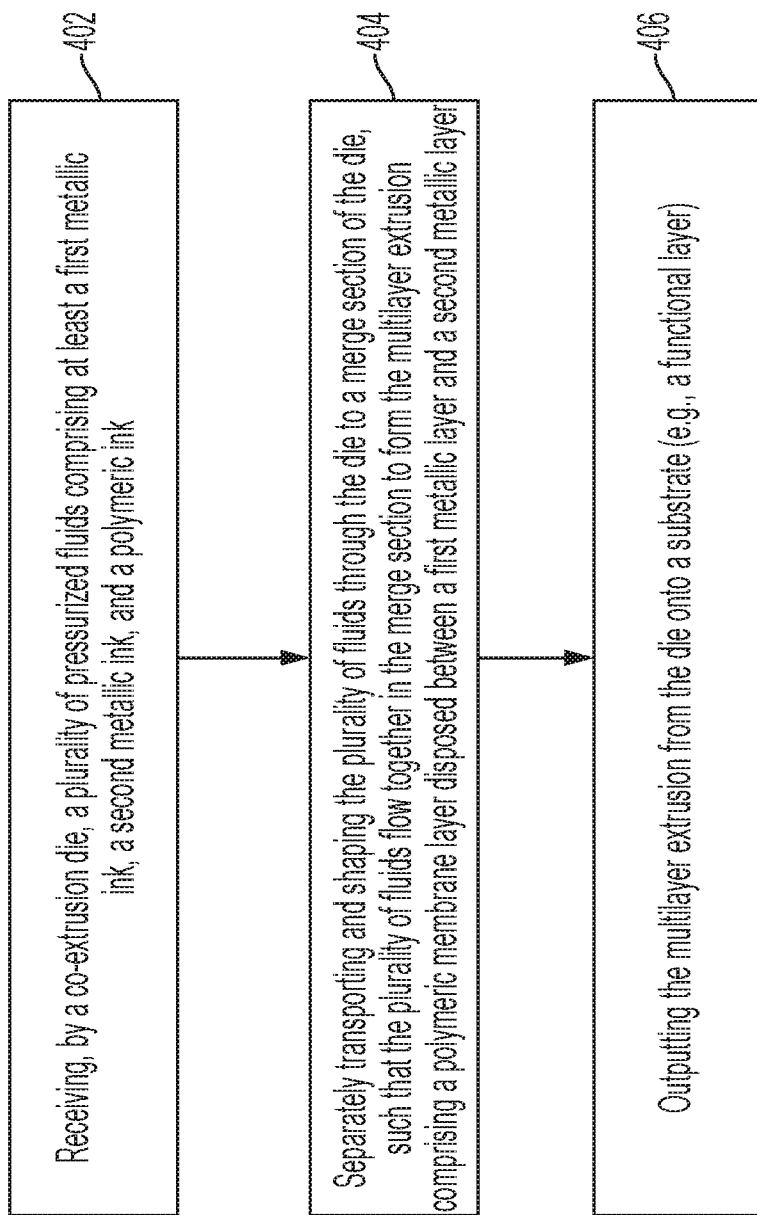 402
Receiving, by a co-extrusion die, a plurality of pressurized fluids comprising at least a first metallic
ink, a second metallic ink, and a polymeric ink
404
Separately transporting and shaping the plurality of fluids through the die to a merge section of the die,
such that the plurality of fluids flow together in the merge section to form the multilayer extrusion
comprising a polymeric membrane layer disposed between a first metallic layer and a second metallic layer
406
Outputting the multilayer extrusion from the die onto a substrate (e.g., a functional layer)